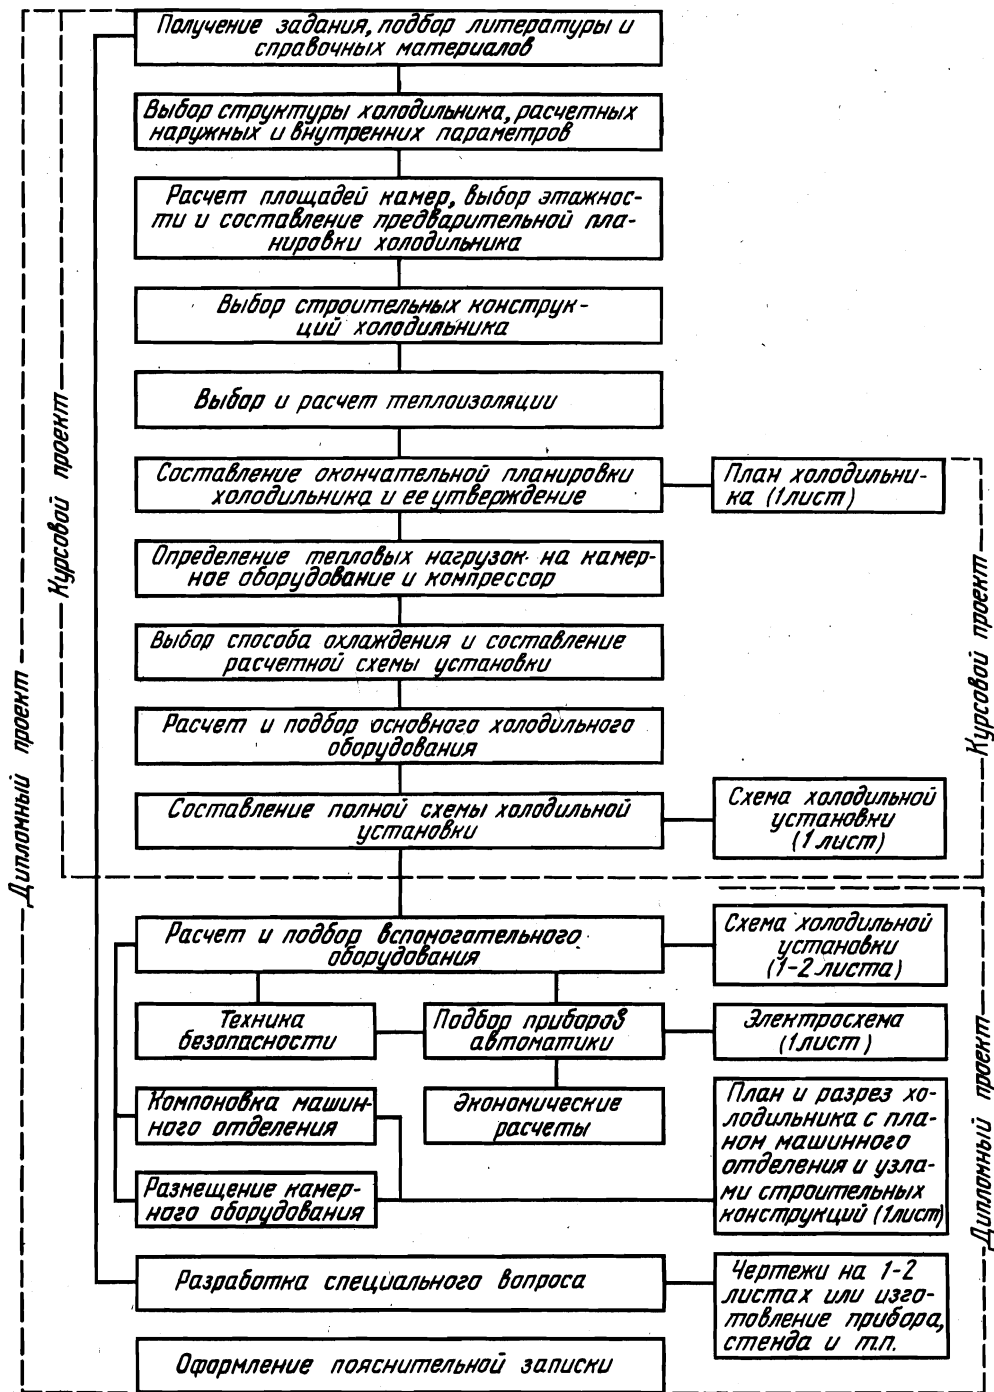 Получение задания, подбор литературы и
справочных материалов
Выбор структуры холодильника, расчетных
наружных и внутренних параметров
Расчет площадей камер, выбор этажнос-
ти и составление предварительной пла-
нировки холодильника
Выбор строительных конструк-
ций холодильника
Выбор и расчет теплоизоляции
Составление окончательной планировки
холодильника и ее утверждение
План холодильни-
ка (1 лист)
Определение тепловых нагрузок на камер-
ное оборудование и компрессор
Выбор способа охлаждения и составление
расчетной схемы установки
Расчет и подбор основного холодильного
оборудования
Составление полной схемы холодильной
установки
Схема холодильной
установки
(1 лист)
Курсовой проект
Курсовой проект
Дипломный проект
Расчет и подбор вспомогательного
оборудования
Схема холодильной
установки
(1-2 листа)
Техника
безопасности
Подбор приборов
автоматики
Электросхема
(1 лист)
Компоновка машин-
ного отделения
Экономические
расчеты
План и разрез хо-
лодильника с пла-
ном машинного
отделения и узла-
ми строительных
конструкций (1 лист)
Размещение камер-
ного оборудования
Дипломный проект
Разработка специального вопроса
Чертежи на 1-2
листах или изго-
товление прибора,
стенда и т.п.
Оформление пояснительной записки